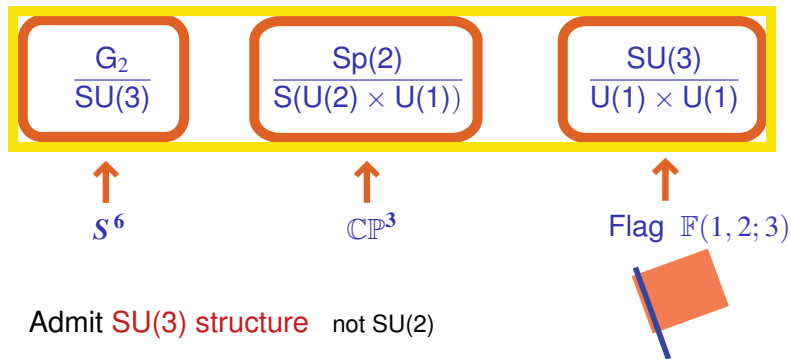 G₂ Sp(2) SU(3)
SU(3) S(U(2) × U(1)) U(1) × U(1)
S⁶ ℂℙ³ Flag 𝔽(1, 2; 3)
Admit SU(3) structure not SU(2)